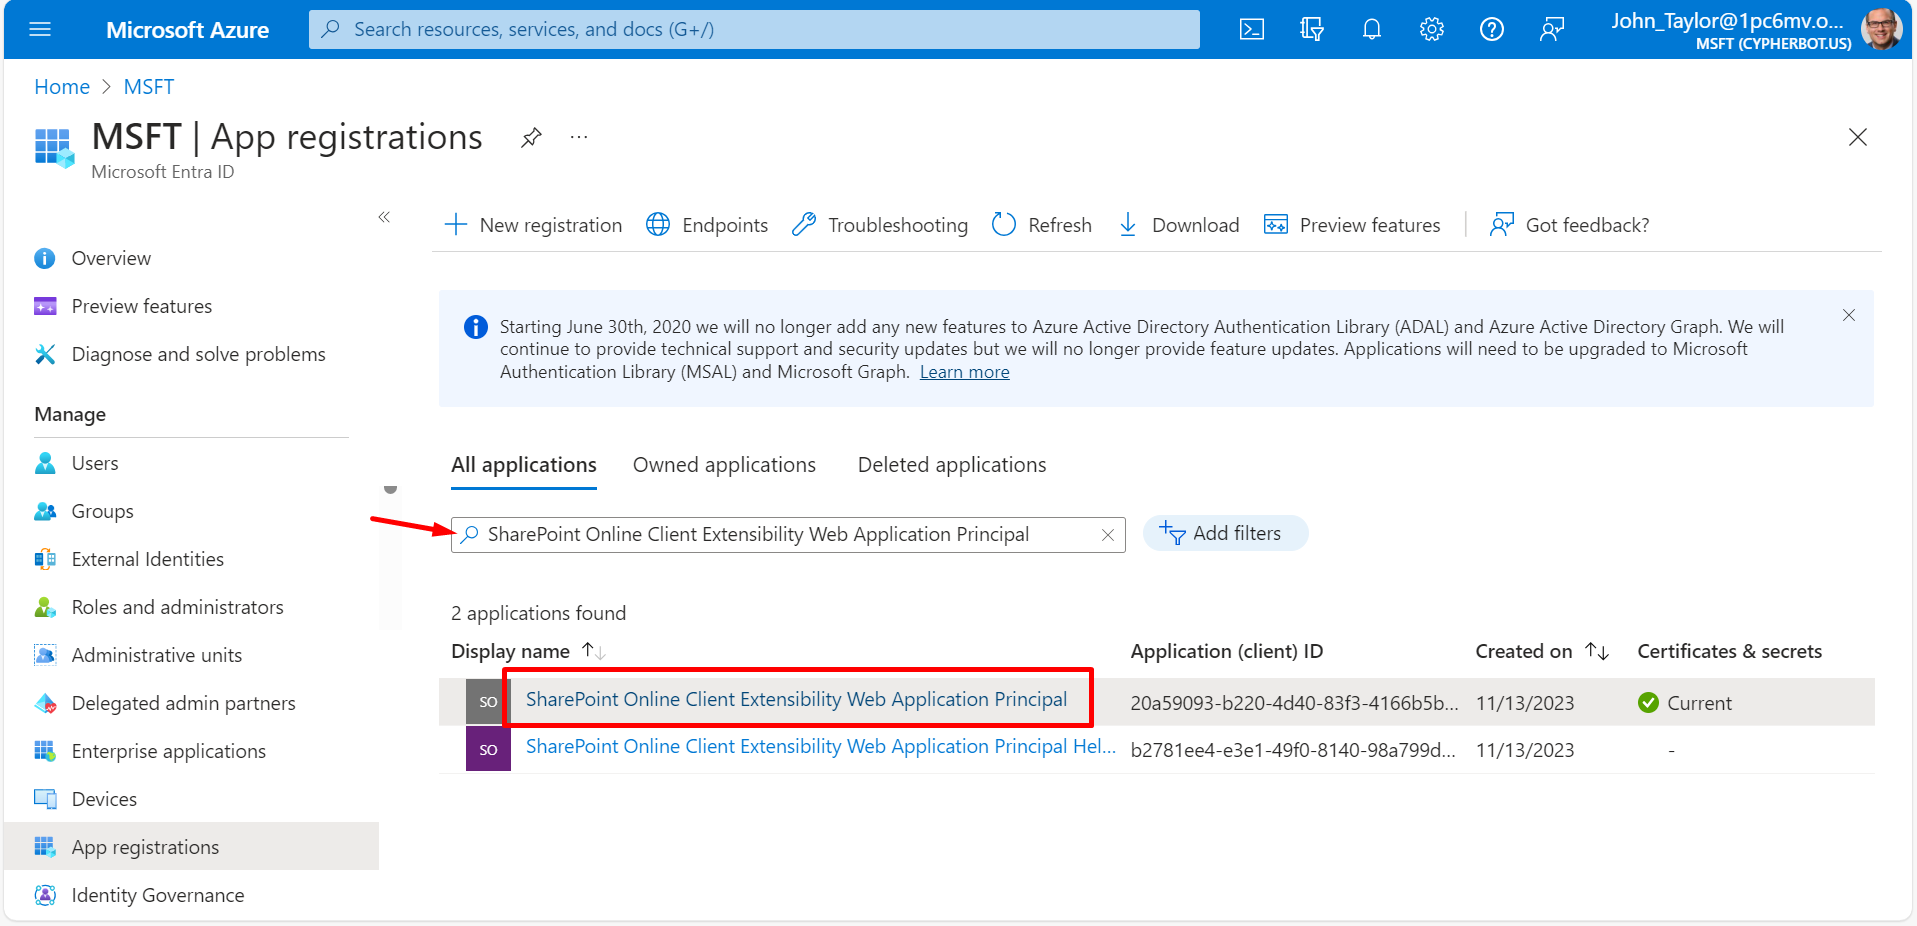 Microsoft Azure
Search resources, services, and docs (G+/)
John_Taylor@1pc6mv.o...
MSFT (CYPHERBOT.US)
Home > MSFT
MSFT | App registrations
Microsoft Entra ID
New registration
Endpoints
Troubleshooting
Refresh
Download
Preview features
Got feedback?
Overview
Preview features
Diagnose and solve problems
Manage
Users
Groups
External Identities
Roles and administrators
Administrative units
Delegated admin partners
Enterprise applications
Devices
App registrations
Identity Governance
Starting June 30th, 2020 we will no longer add any new features to Azure Active Directory Authentication Library (ADAL) and Azure Active Directory Graph. We will
continue to provide technical support and security updates but we will no longer provide feature updates. Applications will need to be upgraded to Microsoft
Authentication Library (MSAL) and Microsoft Graph. Learn more
All applications
Owned applications
Deleted applications
SharePoint Online Client Extensibility Web Application Principal
Add filters
2 applications found
Display name
Application (client) ID
Created on
Certificates & secrets
SO
SharePoint Online Client Extensibility Web Application Principal
20a59093-b220-4d40-83f3-4166b5b...
11/13/2023
Current
SO
SharePoint Online Client Extensibility Web Application Principal Hel...
b2781ee4-e3e1-49f0-8140-98a799d...
11/13/2023
-